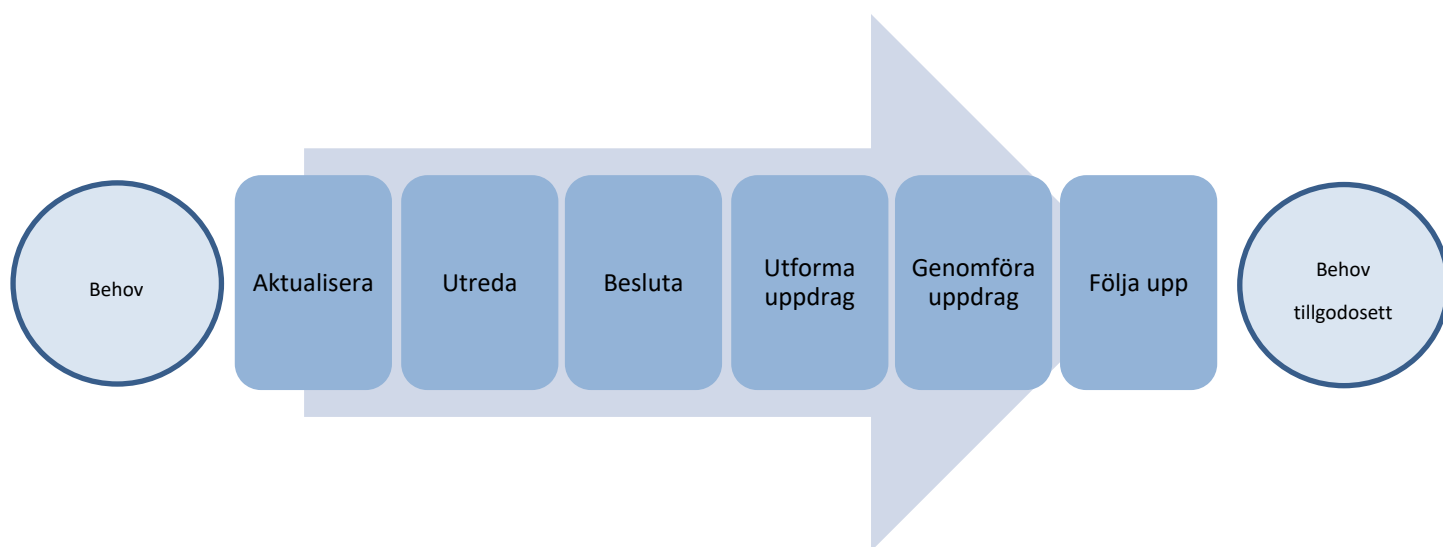 Behov
Aktualisera
Utreda
Besluta
Utforma
uppdrag
Genomföra
uppdrag
Följa upp
Behov
tillgodosett